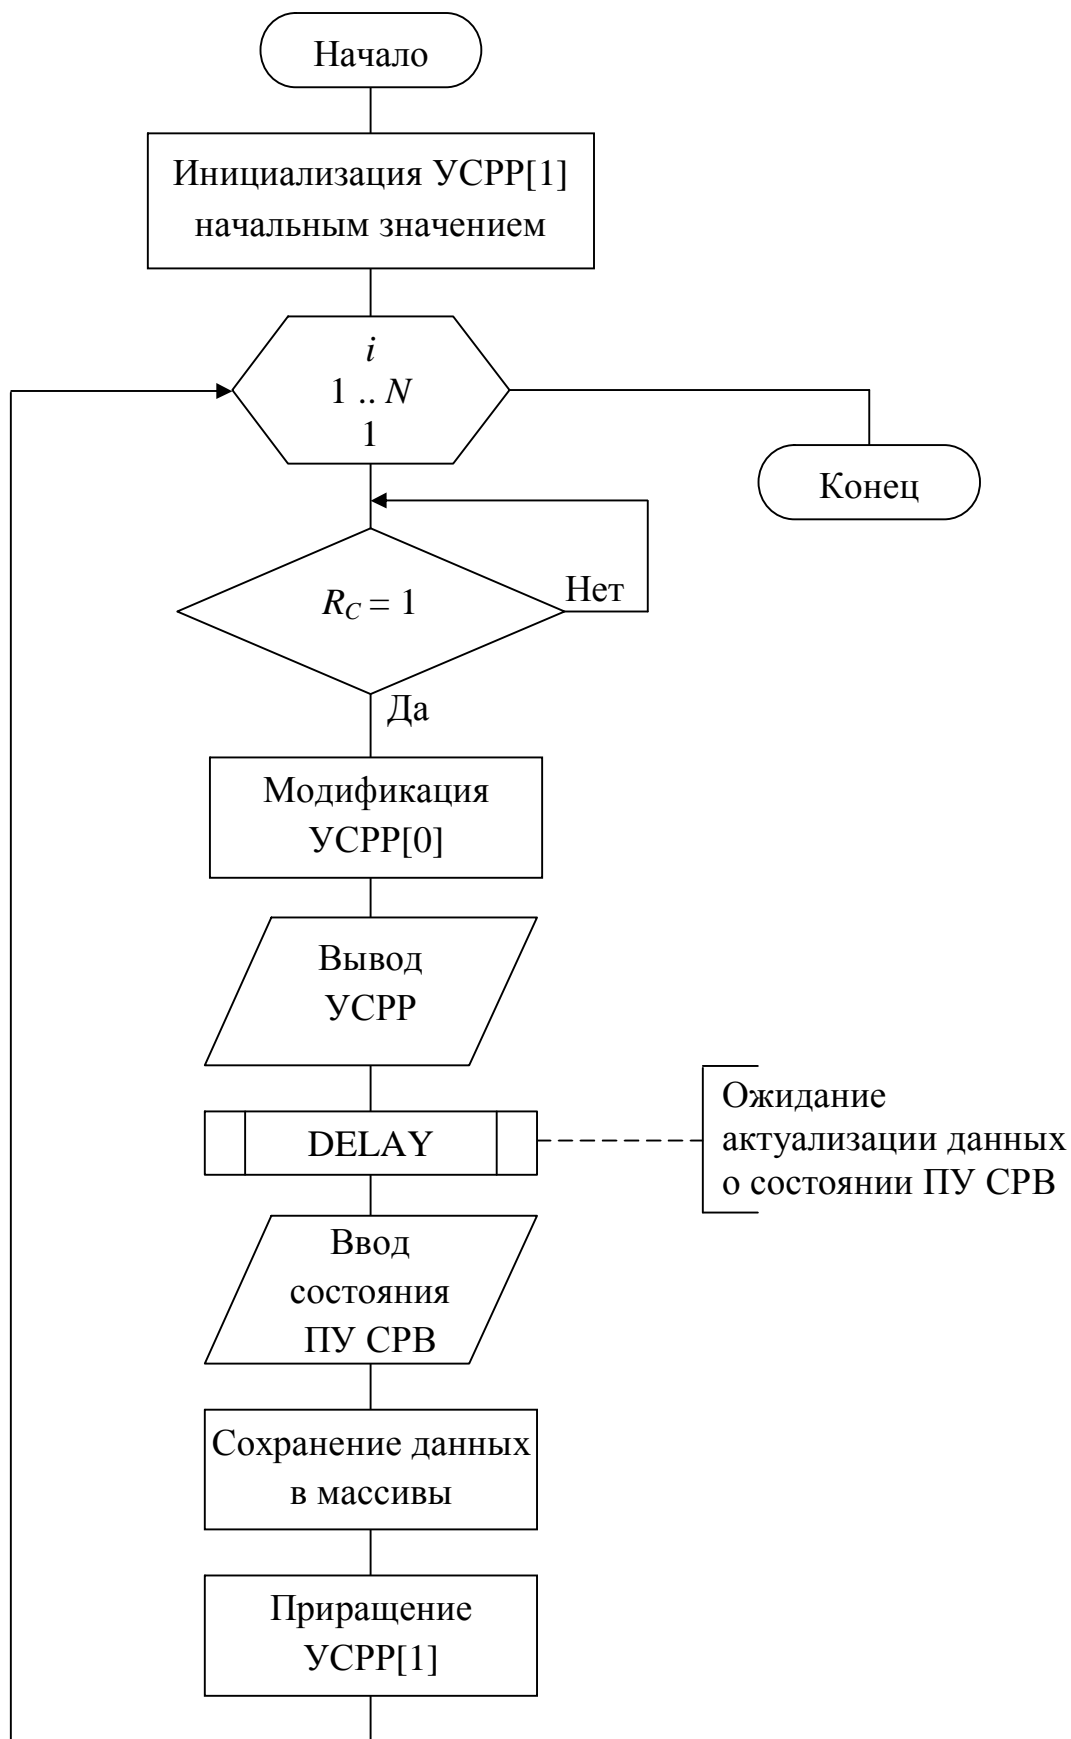 Начало
Инициализация УСРР[1]
начальным значением
i
1 .. N
1
Конец
R_C = 1
Нет
Да
Модификация
УСРР[0]
Вывод
УСРР
DELAY
Ожидание
актуализации данных
о состоянии ПУ СРВ
Ввод
состояния
ПУ СРВ
Сохранение данных
в массивы
Приращение
УСРР[1]